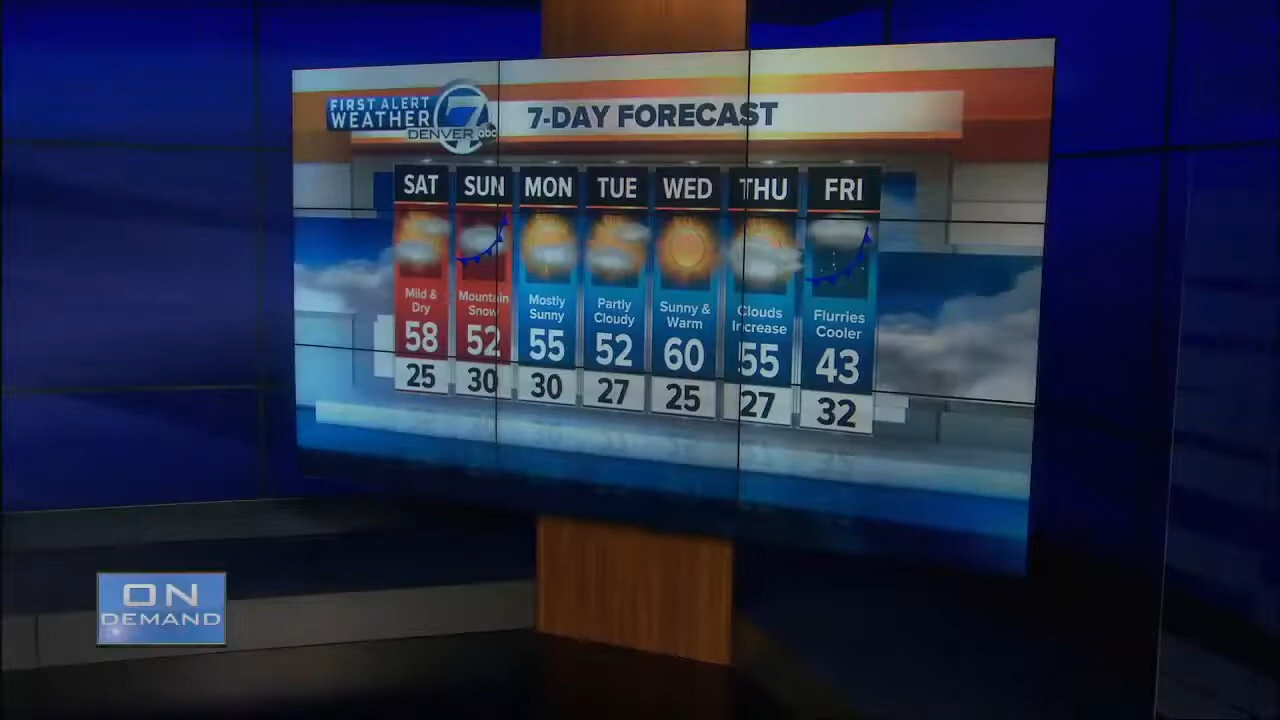 FIRST ALERT
WEATHER 7
DENVER abc
7-DAY FORECAST
SAT SUN MON TUE WED THU FRI
Mild & Dry
Mountain Snow
Mostly Sunny
Partly Cloudy
Sunny & Warm
Clouds Increase
Flurries Cooler
58 52 55 52 60 55 43
25 30 30 27 25 27 32
ON
DEMAND